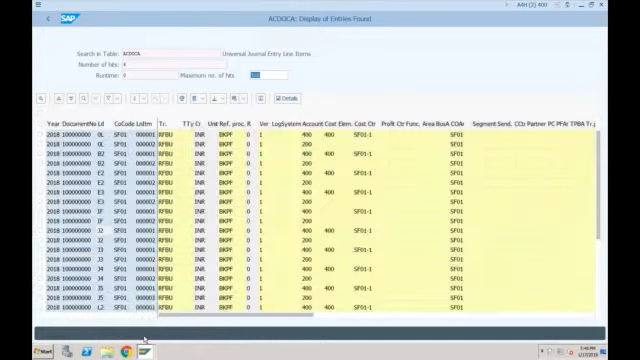 A4H (2) 400
SAP
ACDOCA: Display of Entries Found
Search in Table: ACDOCA Universal Journal Entry Line Items
Number of hits:
Runtime: 0 Maximum no. of hits
Details
Year DocumentNo Ld CoCode LnItm Tr. TTy Cr Unit Ref. proc. R Ver LogSystem Account Cost Elem. Cost Ctr Profit Ctr Func. Area BusA COAr Segment Send. CCtr Partner PC PFAr TPBA Tr.p
2018 100000000 0L SF01 000001 RFBU INR BKPF 0 1 400 400 SF01-1 SF01
2018 100000000 0L SF01 000002 RFBU INR BKPF 0 1 200 SF01
2018 100000000 B2 SF01 000001 RFBU INR BKPF 0 1 400 400 SF01-1 SF01
2018 100000000 B2 SF01 000002 RFBU INR BKPF 0 1 200 SF01
2018 100000000 E2 SF01 000001 RFBU INR BKPF 0 1 400 400 SF01-1 SF01
2018 100000000 E2 SF01 000002 RFBU INR BKPF 0 1 200 SF01
2018 100000000 E3 SF01 000001 RFBU INR BKPF 0 1 400 400 SF01-1 SF01
2018 100000000 E3 SF01 000002 RFBU INR BKPF 0 1 200 SF01
2018 100000000 IF SF01 000001 RFBU INR BKPF 0 1 400 400 SF01-1 SF01
2018 100000000 IF SF01 000002 RFBU INR BKPF 0 1 200 SF01
2018 100000000 J2 SF01 000001 RFBU INR BKPF 0 1 400 400 SF01-1 SF01
2018 100000000 J2 SF01 000002 RFBU INR BKPF 0 1 200 SF01
2018 100000000 J3 SF01 000001 RFBU INR BKPF 0 1 400 400 SF01-1 SF01
2018 100000000 J3 SF01 000002 RFBU INR BKPF 0 1 200 SF01
2018 100000000 J4 SF01 000001 RFBU INR BKPF 0 1 400 400 SF01-1 SF01
2018 100000000 J4 SF01 000002 RFBU INR BKPF 0 1 200 SF01
2018 100000000 J5 SF01 000001 RFBU INR BKPF 0 1 400 400 SF01-1 SF01
2018 100000000 J5 SF01 000002 RFBU INR BKPF 0 1 200 SF01
2018 100000000 L2 SF01 000001 RFBU INR BKPF 0 1 400 400 SF01-1 SF01
Start
1/17/2018